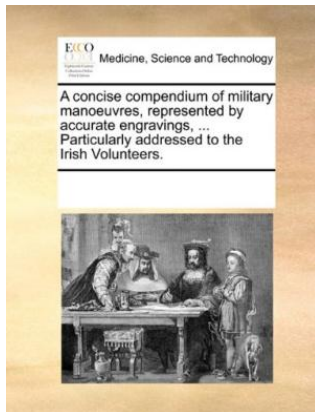 ECCO
Medicine, Science and Technology
A concise compendium of military
manoeuvres, represented by
accurate engravings, ...
Particularly addressed to the
Irish Volunteers.